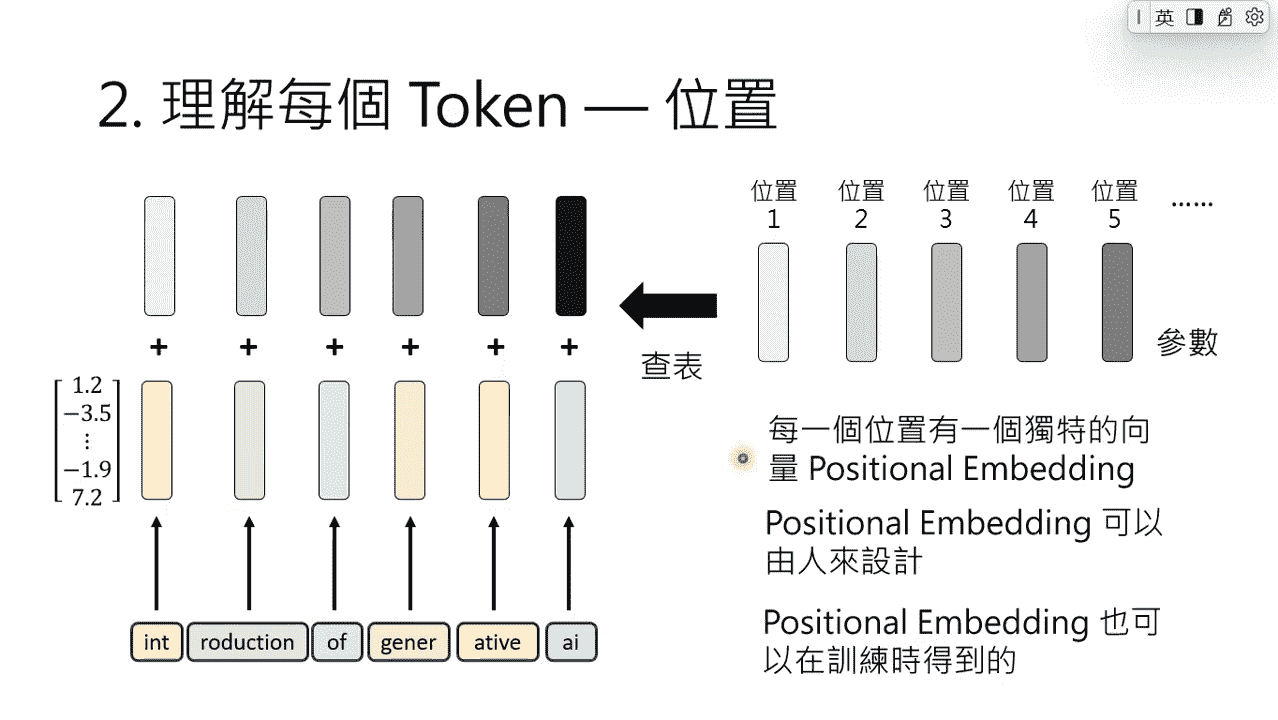 英
2. 理解每個 Token — 位置
位置 位置 位置 位置 位置 ......
1 2 3 4 5
+ + + + + +
查表
參數
1.2
−3.5
⋮
−1.9
7.2
每一個位置有一個獨特的向
量 Positional Embedding
Positional Embedding 可以
由人來設計
Positional Embedding 也可
以在訓練時得到的
int roduction of gener ative ai